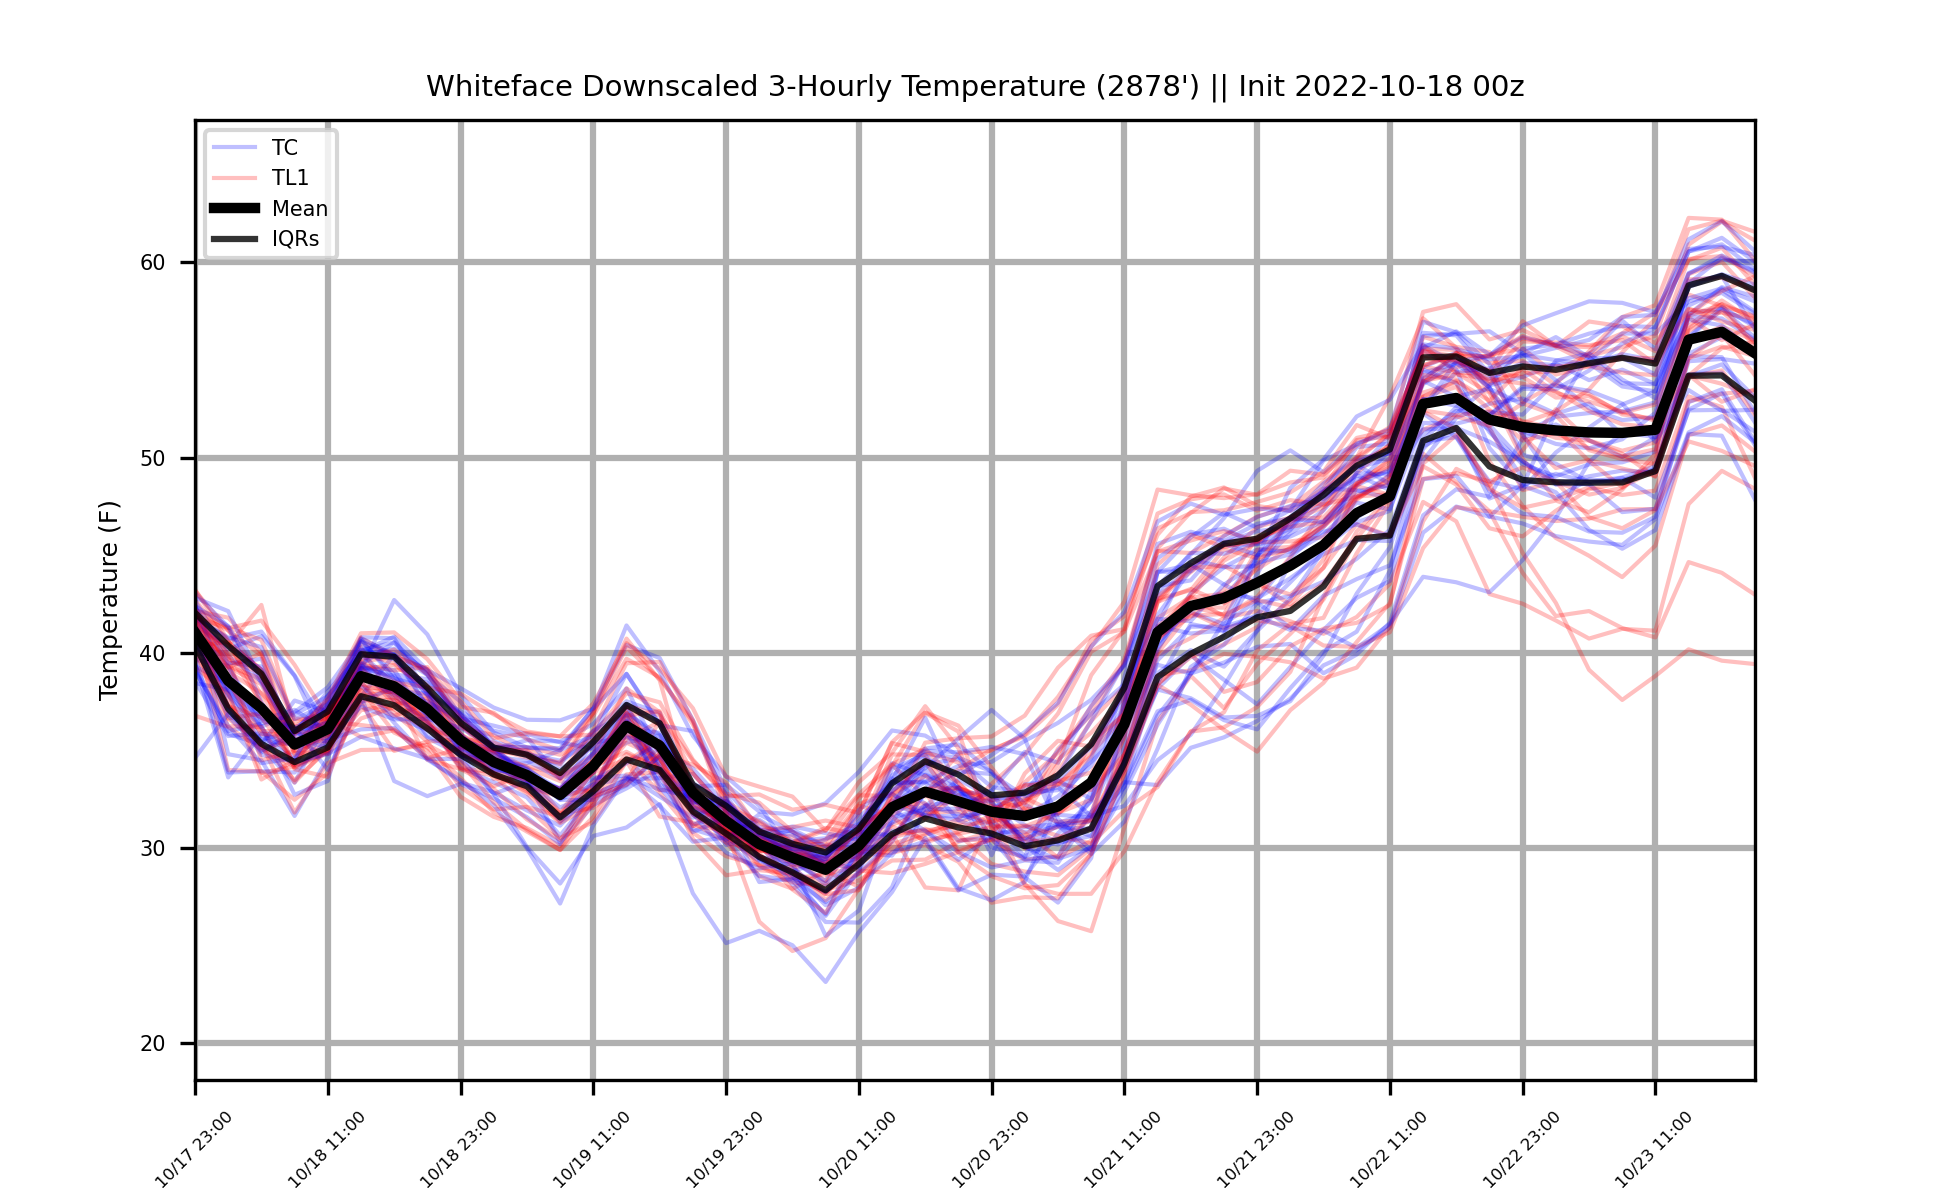 Whiteface Downscaled 3-Hourly Temperature (2878') || Init 2022-10-18 00z
TC
TL1
Mean
IQRs
Temperature (F)
60
50
40
30
20
10/17 23:00
10/18 11:00
10/18 23:00
10/19 11:00
10/19 23:00
10/20 11:00
10/20 23:00
10/21 11:00
10/21 23:00
10/22 11:00
10/22 23:00
10/23 11:00